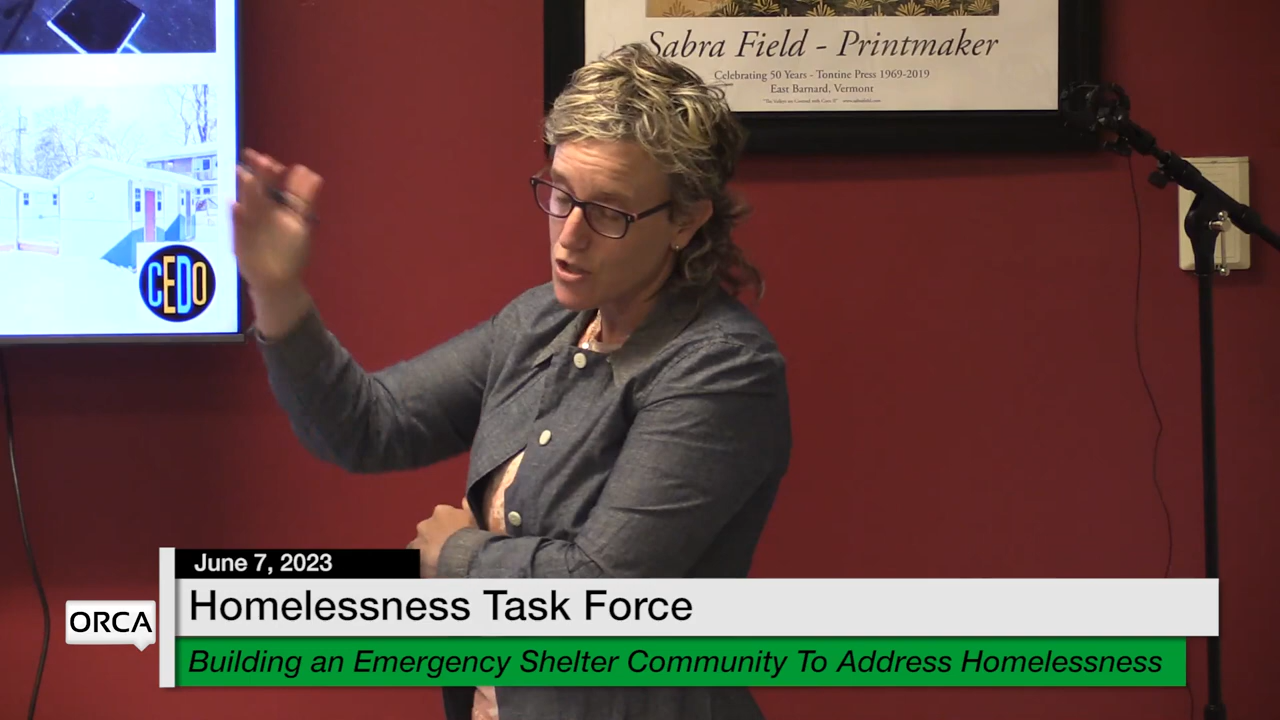 Sabra Field - Printmaker
Celebrating 50 Years - Tontine Press 1969-2019
East Barnard, Vermont
CEDO
June 7, 2023
Homelessness Task Force
ORCA
Building an Emergency Shelter Community To Address Homelessness